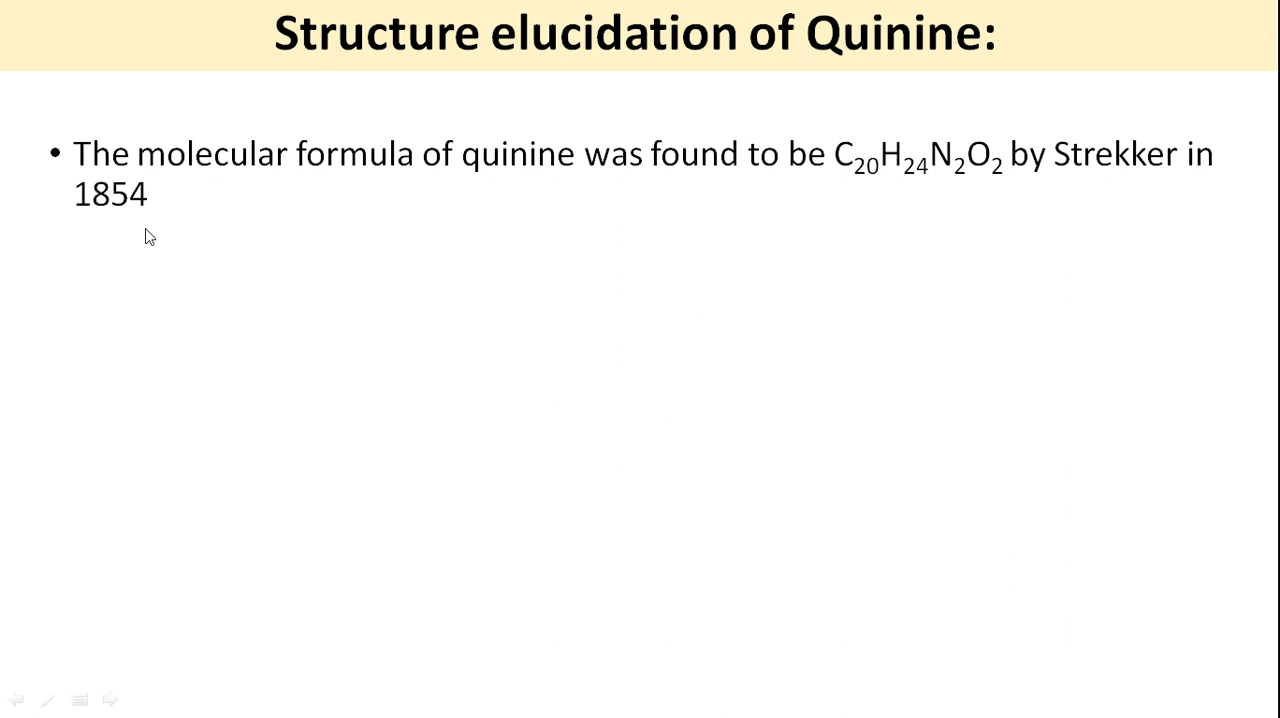 Structure elucidation of Quinine:
• The molecular formula of quinine was found to be C₂₀H₂₄N₂O₂ by Strekker in
1854